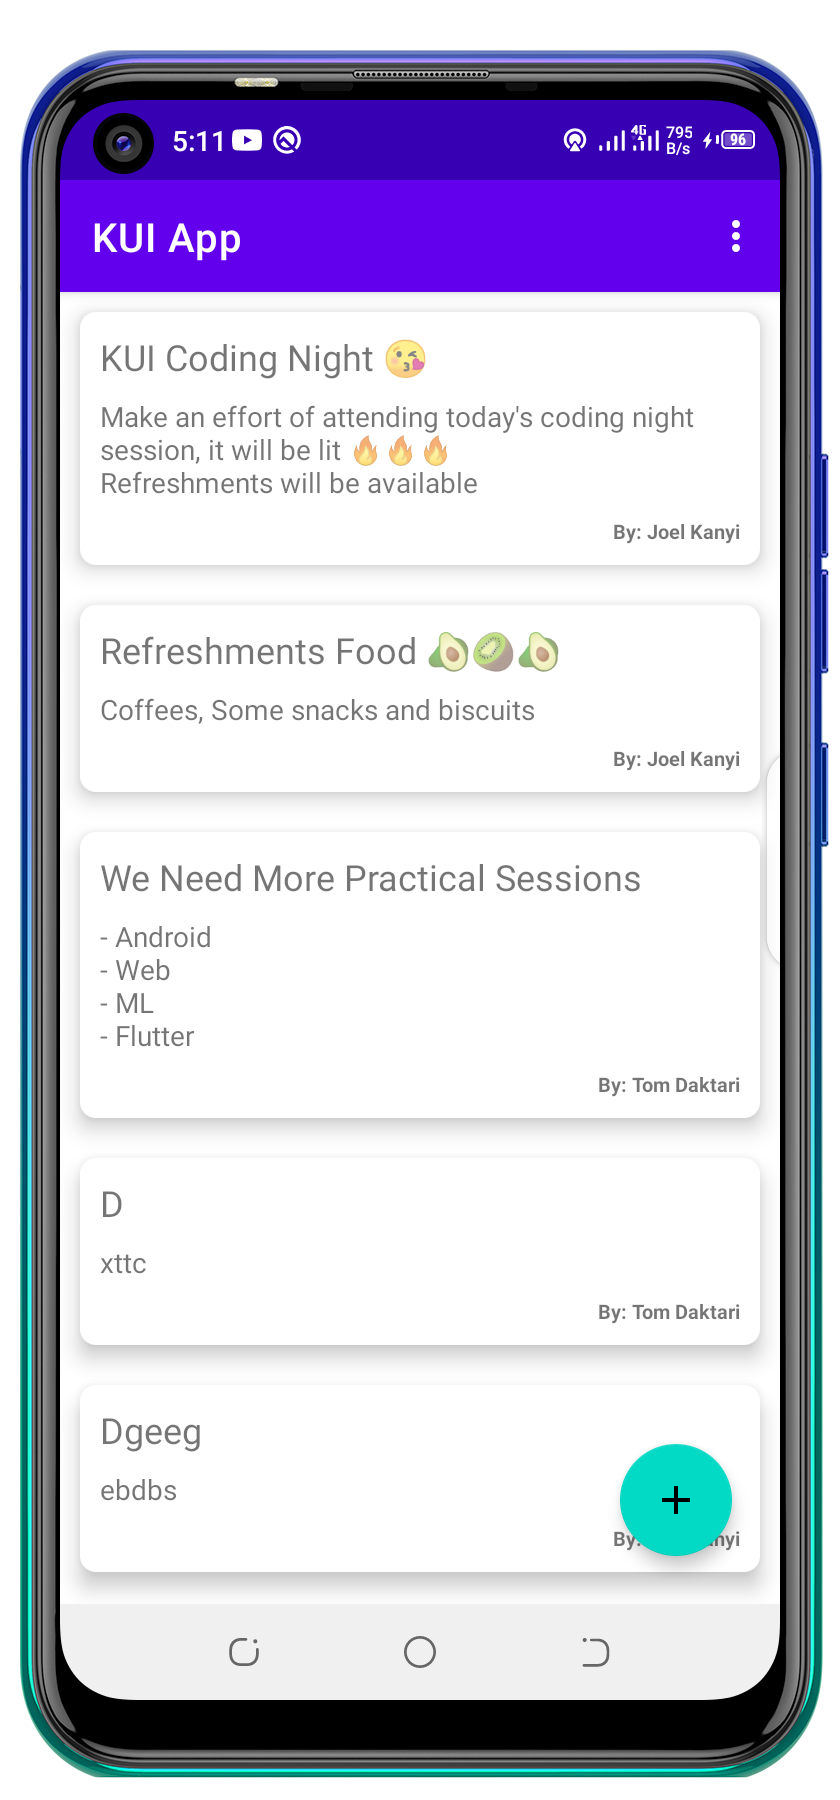 5:11
4G
795
B/s
96
KUI App
KUI Coding Night 😘
Make an effort of attending today's coding night
session, it will be lit 🔥🔥🔥
Refreshments will be available
By: Joel Kanyi
Refreshments Food 🥑🥝🥑
Coffees, Some snacks and biscuits
By: Joel Kanyi
We Need More Practical Sessions
- Android
- Web
- ML
- Flutter
By: Tom Daktari
D
xttc
By: Tom Daktari
Dgeeg
ebdbs
By: